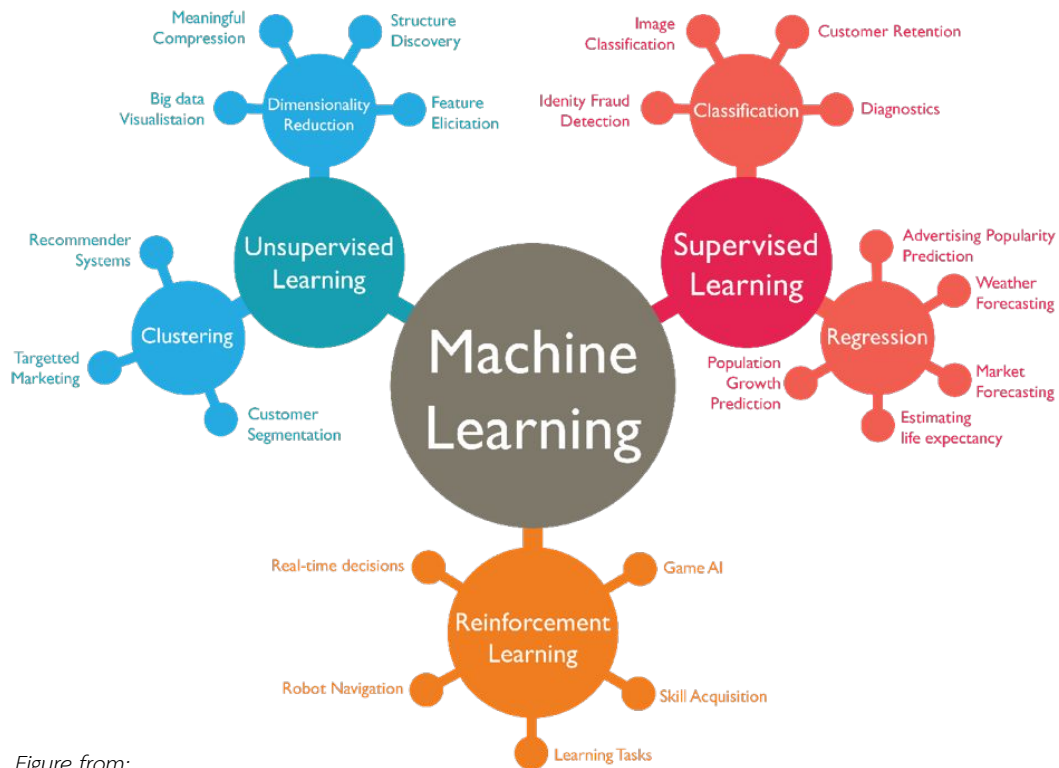 Meaningful
Compression
Structure
Discovery
Big data
Visualistaion
Dimensionality
Reduction
Feature
Elicitation
Image
Classification
Customer Retention
Idenity Fraud
Detection
Classification
Diagnostics
Recommender
Systems
Unsupervised
Learning
Clustering
Targetted
Marketing
Customer
Segmentation
Machine
Learning
Supervised
Learning
Advertising Popularity
Prediction
Weather
Forecasting
Regression
Population
Growth
Prediction
Market
Forecasting
Estimating
life expectancy
Real-time decisions
Game AI
Reinforcement
Learning
Robot Navigation
Skill Acquisition
Learning Tasks
Figure from: